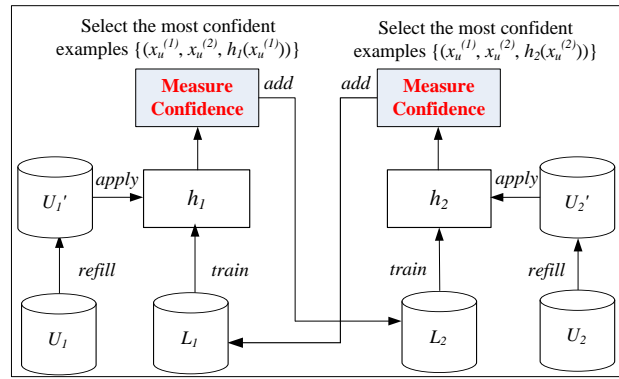 Select the most confident
examples {(x_u^(1), x_u^(2), h_1(x_u^(1)))}
Select the most confident
examples {(x_u^(1), x_u^(2), h_2(x_u^(2)))}
Measure
Confidence
add
add
Measure
Confidence
U_1'
apply
h_1
h_2
apply
U_2'
refill
train
train
refill
U_1
L_1
L_2
U_2